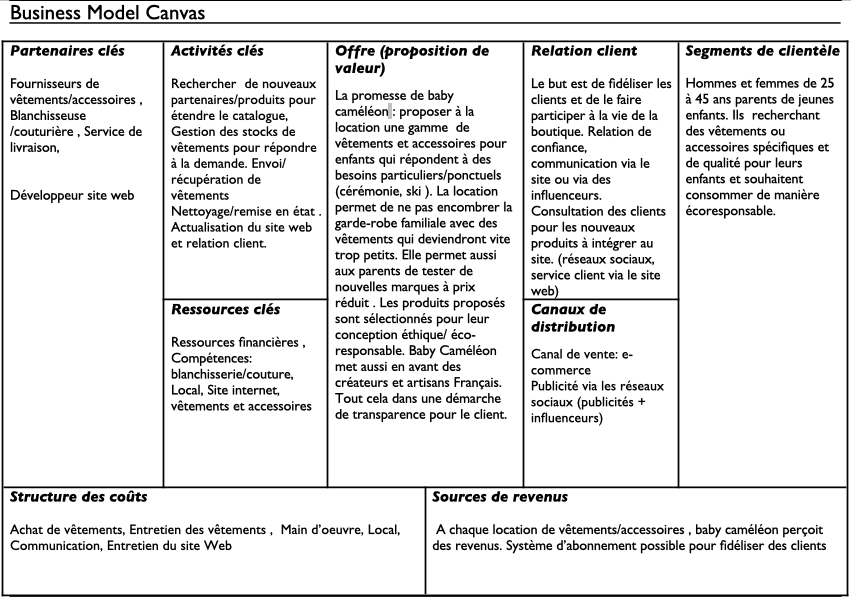 Business Model Canvas
Partenaires clés
Fournisseurs de
vêtements/accessoires ,
Blanchisseuse
/couturière , Service de
livraison,
Développeur site web
Activités clés
Rechercher  de nouveaux
partenaires/produits pour
étendre le catalogue,
Gestion des stocks de
vêtements pour répondre
à la demande. Envoi/
récupération de
vêtements
Nettoyage/remise en état .
Actualisation du site web
et relation client.
Ressources clés
Ressources financières ,
Compétences:
blanchisserie/couture,
Local, Site internet,
vêtements et accessoires
Offre (proposition de
valeur)
La promesse de baby
caméléon : proposer à la
location une gamme  de
vêtements et accessoires pour
enfants qui répondent à des
besoins particuliers/ponctuels
(cérémonie, ski ). La location
permet de ne pas encombrer la
garde-robe familiale avec des
vêtements qui deviendront vite
trop petits. Elle permet aussi
aux parents de tester de
nouvelles marques à prix
réduit . Les produits proposés
sont sélectionnés pour leur
conception éthique/ éco-
responsable. Baby Caméléon
met aussi en avant des
créateurs et artisans Français.
Tout cela dans une démarche
de transparence pour le client.
Relation client
Le but est de fidéliser les
clients et de le faire
participer à la vie de la
boutique. Relation de
confiance,
communication via le
site ou via des
influenceurs.
Consultation des clients
pour les nouveaux
produits à intégrer au
site. (réseaux sociaux,
service client via le site
web)
Canaux de
distribution
Canal de vente: e-
commerce
Publicité via les réseaux
sociaux (publicités +
influenceurs)
Segments de clientèle
Hommes et femmes de 25
à 45 ans parents de jeunes
enfants. Ils  recherchant
des vêtements ou
accessoires spécifiques et
de qualité pour leurs
enfants et souhaitent
consommer de manière
écoresponsable.
Structure des coûts
Achat de vêtements, Entretien des vêtements ,  Main d'oeuvre, Local,
Communication, Entretien du site Web
Sources de revenus
A chaque location de vêtements/accessoires , baby caméléon perçoit
des revenus. Système d'abonnement possible pour fidéliser des clients